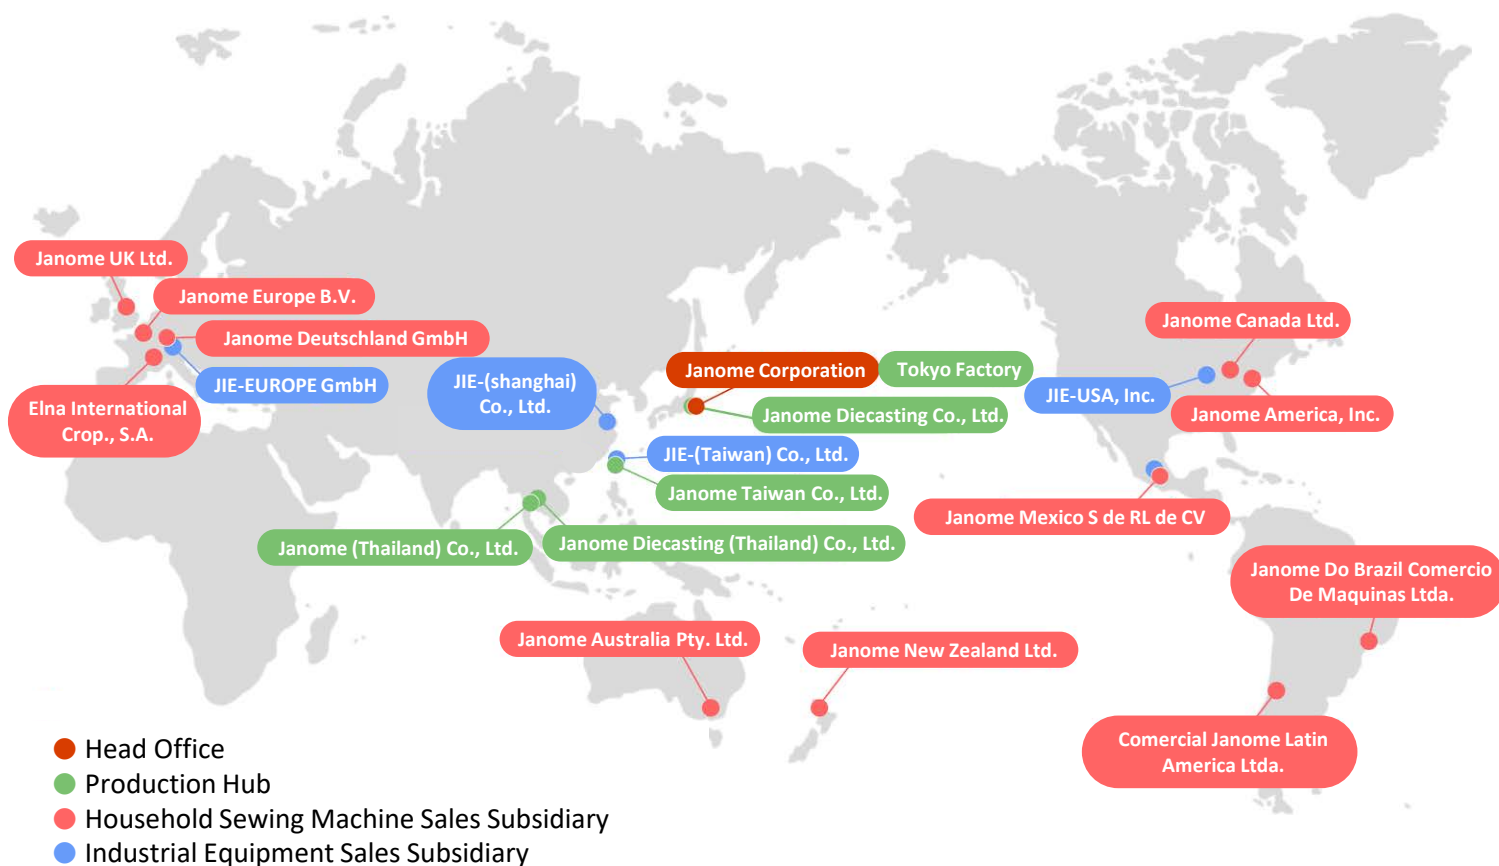 Janome UK Ltd.
Janome Europe B.V.
Janome Deutschland GmbH
JIE-EUROPE GmbH
Elna International
Crop., S.A.
JIE-(shanghai)
Co., Ltd.
Janome Corporation
Tokyo Factory
Janome Diecasting Co., Ltd.
JIE-(Taiwan) Co., Ltd.
Janome Taiwan Co., Ltd.
Janome (Thailand) Co., Ltd.
Janome Diecasting (Thailand) Co., Ltd.
Janome Canada Ltd.
JIE-USA, Inc.
Janome America, Inc.
Janome Mexico S de RL de CV
Janome Do Brazil Comercio
De Maquinas Ltda.
Janome Australia Pty. Ltd.
Janome New Zealand Ltd.
Comercial Janome Latin
America Ltda.
Head Office
Production Hub
Household Sewing Machine Sales Subsidiary
Industrial Equipment Sales Subsidiary